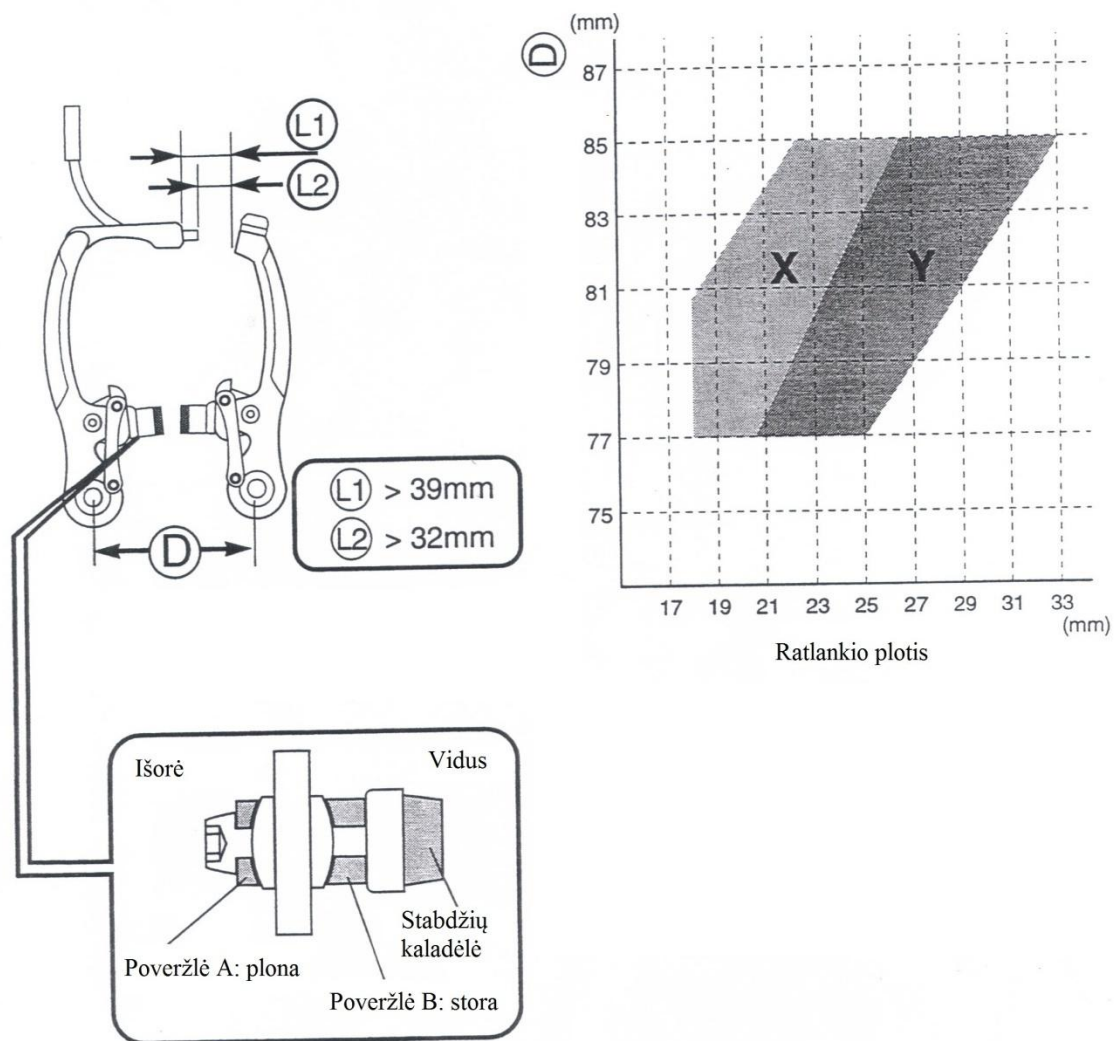 L1
L2
L1 > 39mm
L2 > 32mm
D
D
(mm)
87
85
83
81
79
77
75
X
Y
17 19 21 23 25 27 29 31 33
(mm)
Ratlankio plotis
Išorė
Vidus
Stabdžių
kaladėlė
Poveržlė A: plona
Poveržlė B: stora